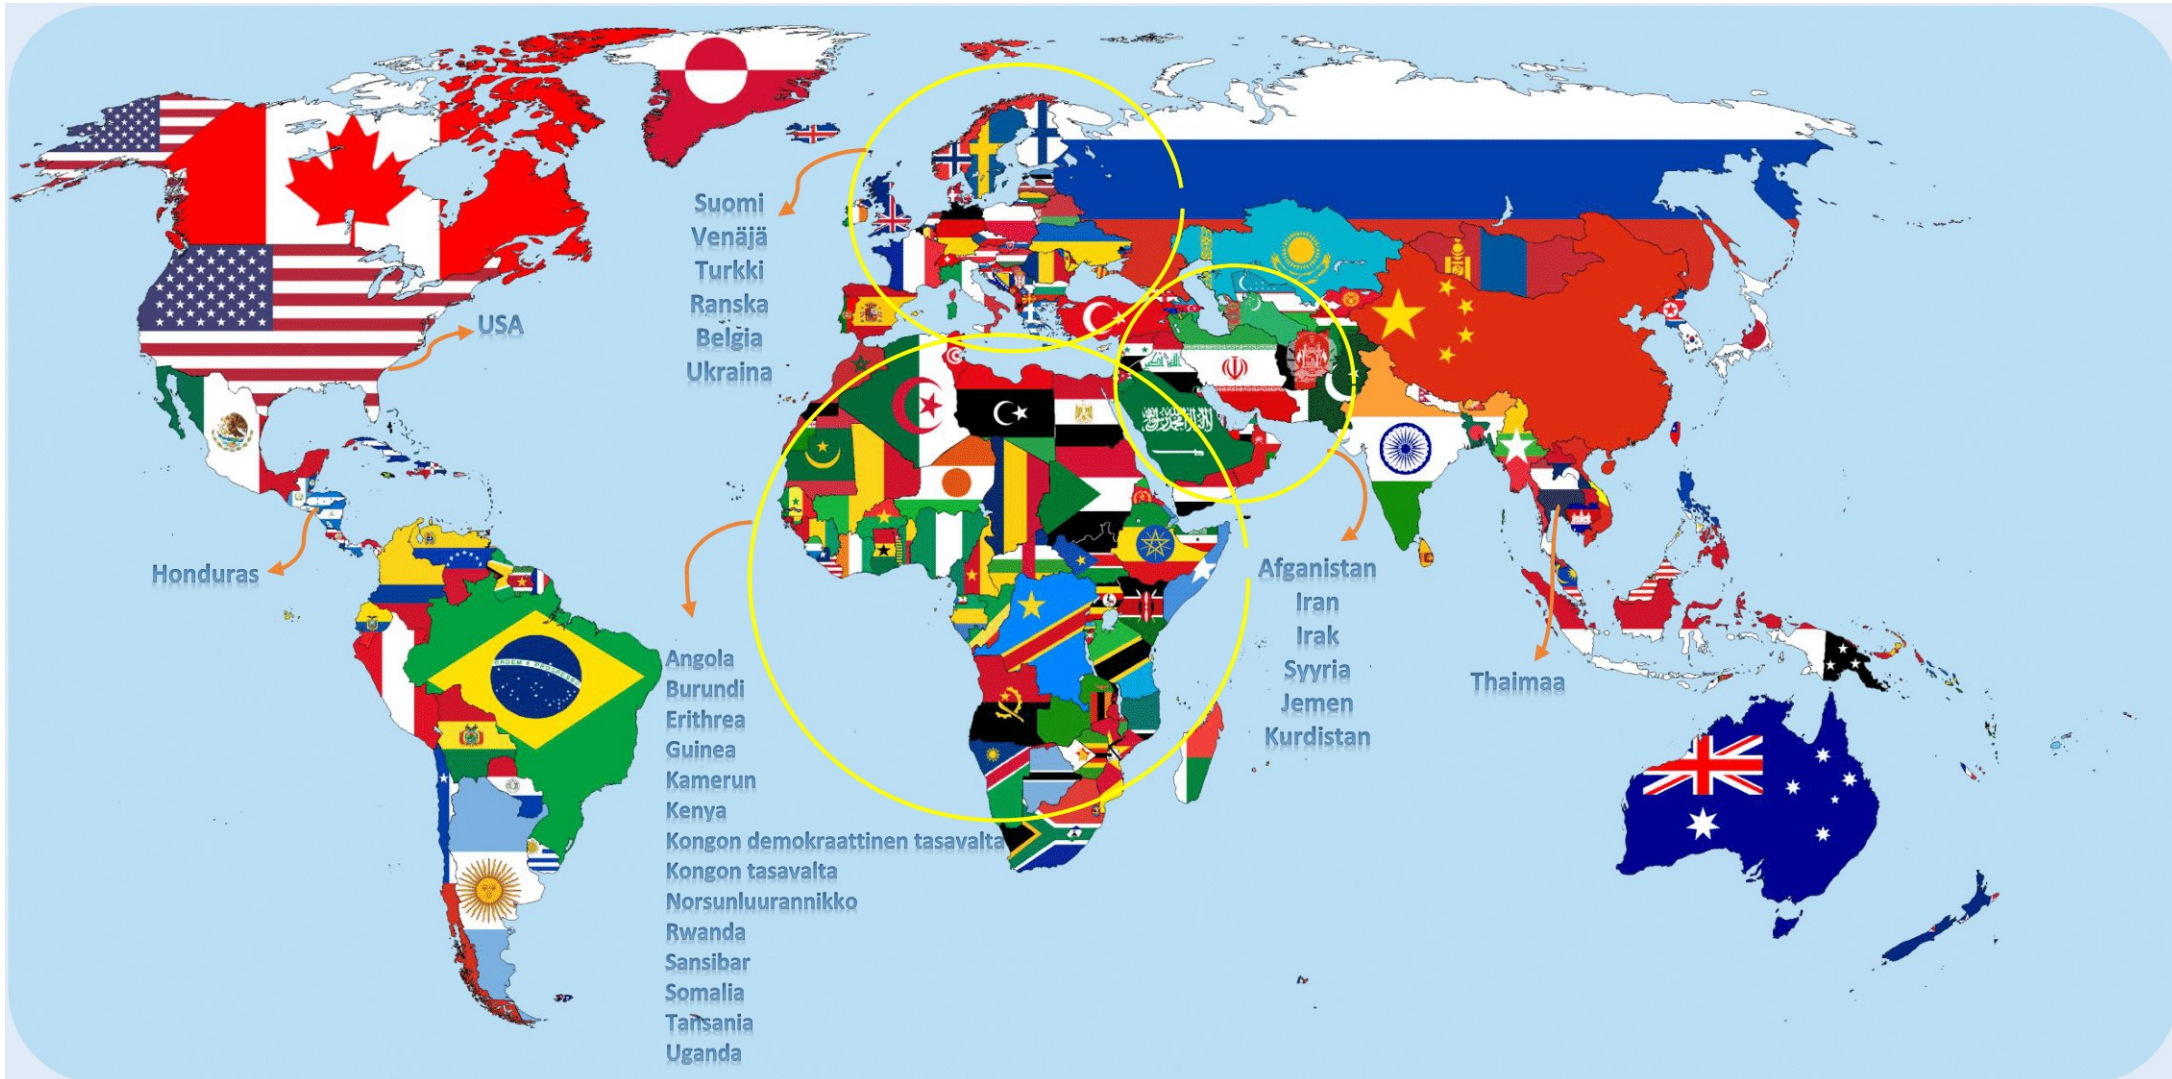 Suomi
Venäjä
Turkki
Ranska
Belgia
Ukraina
USA
Honduras
Angola
Burundi
Erithrea
Guinea
Kamerun
Kenya
Kongon demokraattinen tasavalta
Kongon tasavalta
Norsunluurannikko
Rwanda
Sansibar
Somalia
Tansania
Uganda
Afganistan
Iran
Irak
Syyria
Jemen
Kurdistan
Thaimaa